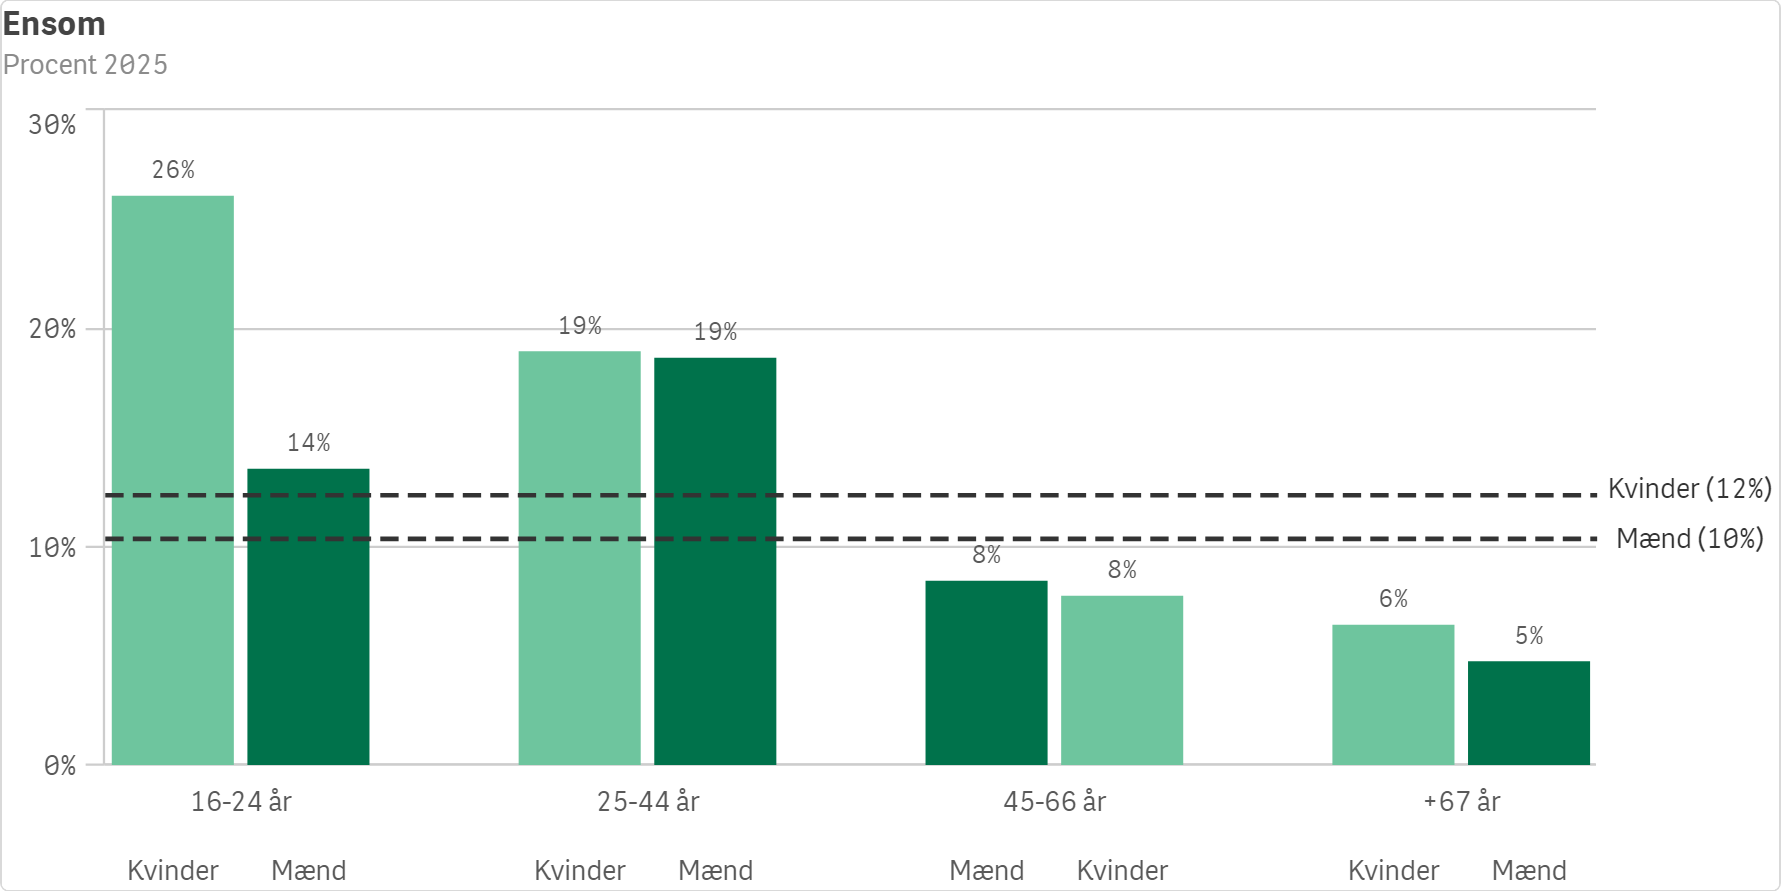 Ensom
Procent 2025
30%
20%
10%
0%
26%
14%
19%
19%
8%
8%
6%
5%
Kvinder (12%)
Mænd (10%)
16-24 år
25-44 år
45-66 år
+67 år
Kvinder
Mænd
Kvinder
Mænd
Mænd
Kvinder
Kvinder
Mænd